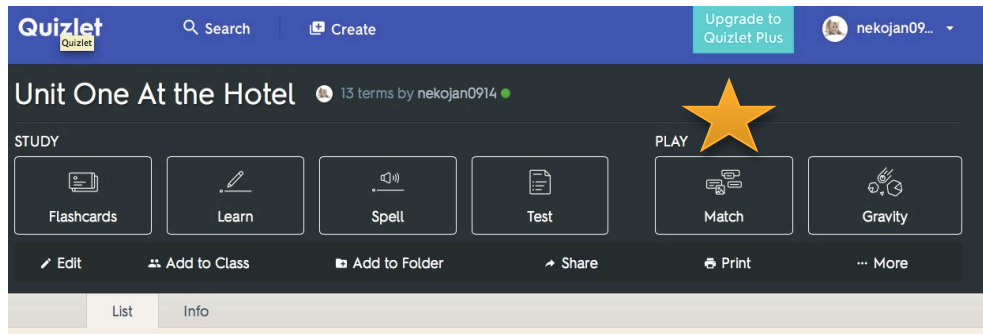 Quizlet
Quizlet
Search
Create
Upgrade to
Quizlet Plus
nekojan09...
Unit One At the Hotel
13 terms by nekojan0914
STUDY
PLAY
Flashcards
Learn
Spell
Test
Match
Gravity
Edit
Add to Class
Add to Folder
Share
Print
... More
List
Info